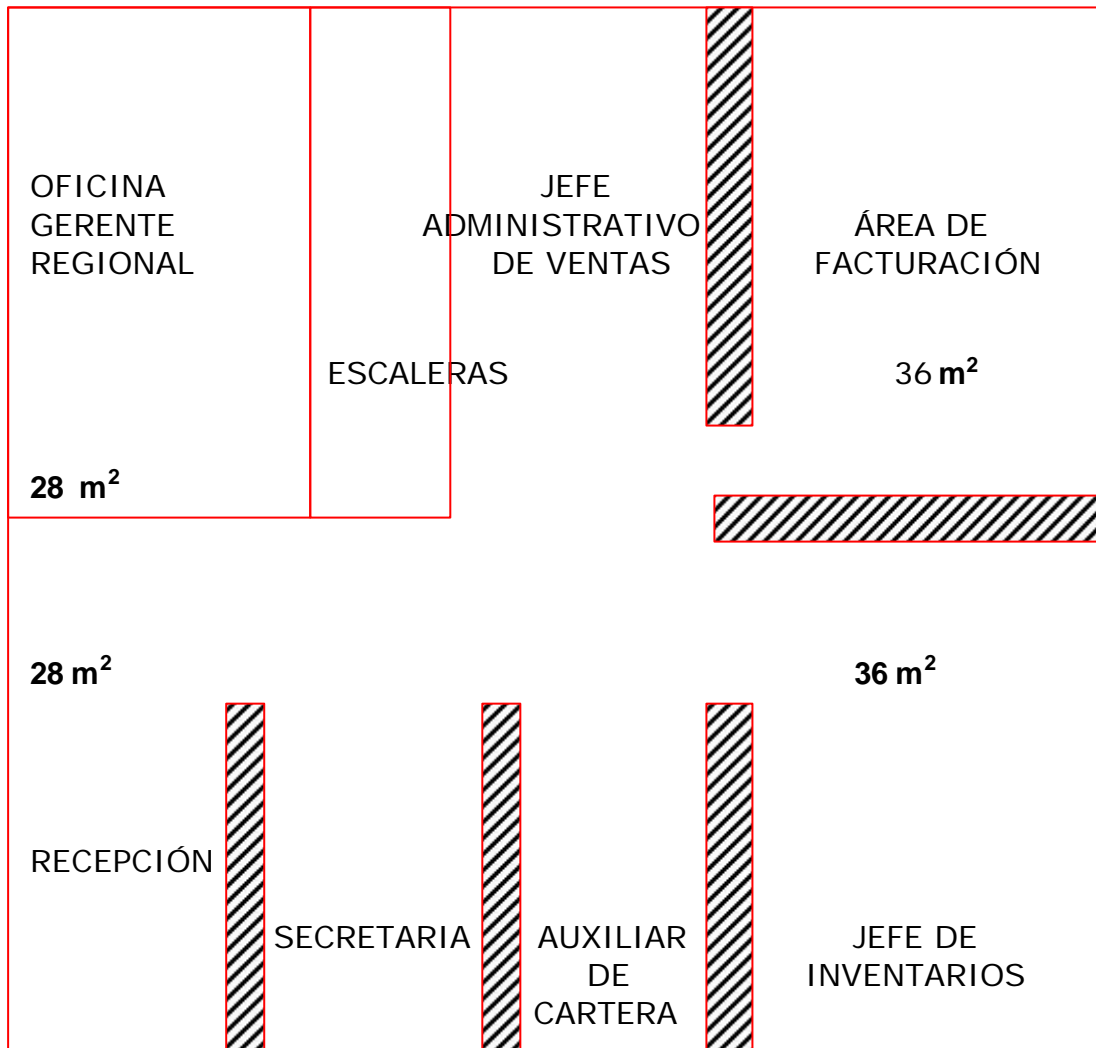 OFICINA
GERENTE
REGIONAL
28 m²
ESCALERAS
JEFE
ADMINISTRATIVO
DE VENTAS
ÁREA DE
FACTURACIÓN
36 m²
28 m²
RECEPCIÓN
SECRETARIA
AUXILIAR
DE
CARTERA
36 m²
JEFE DE
INVENTARIOS